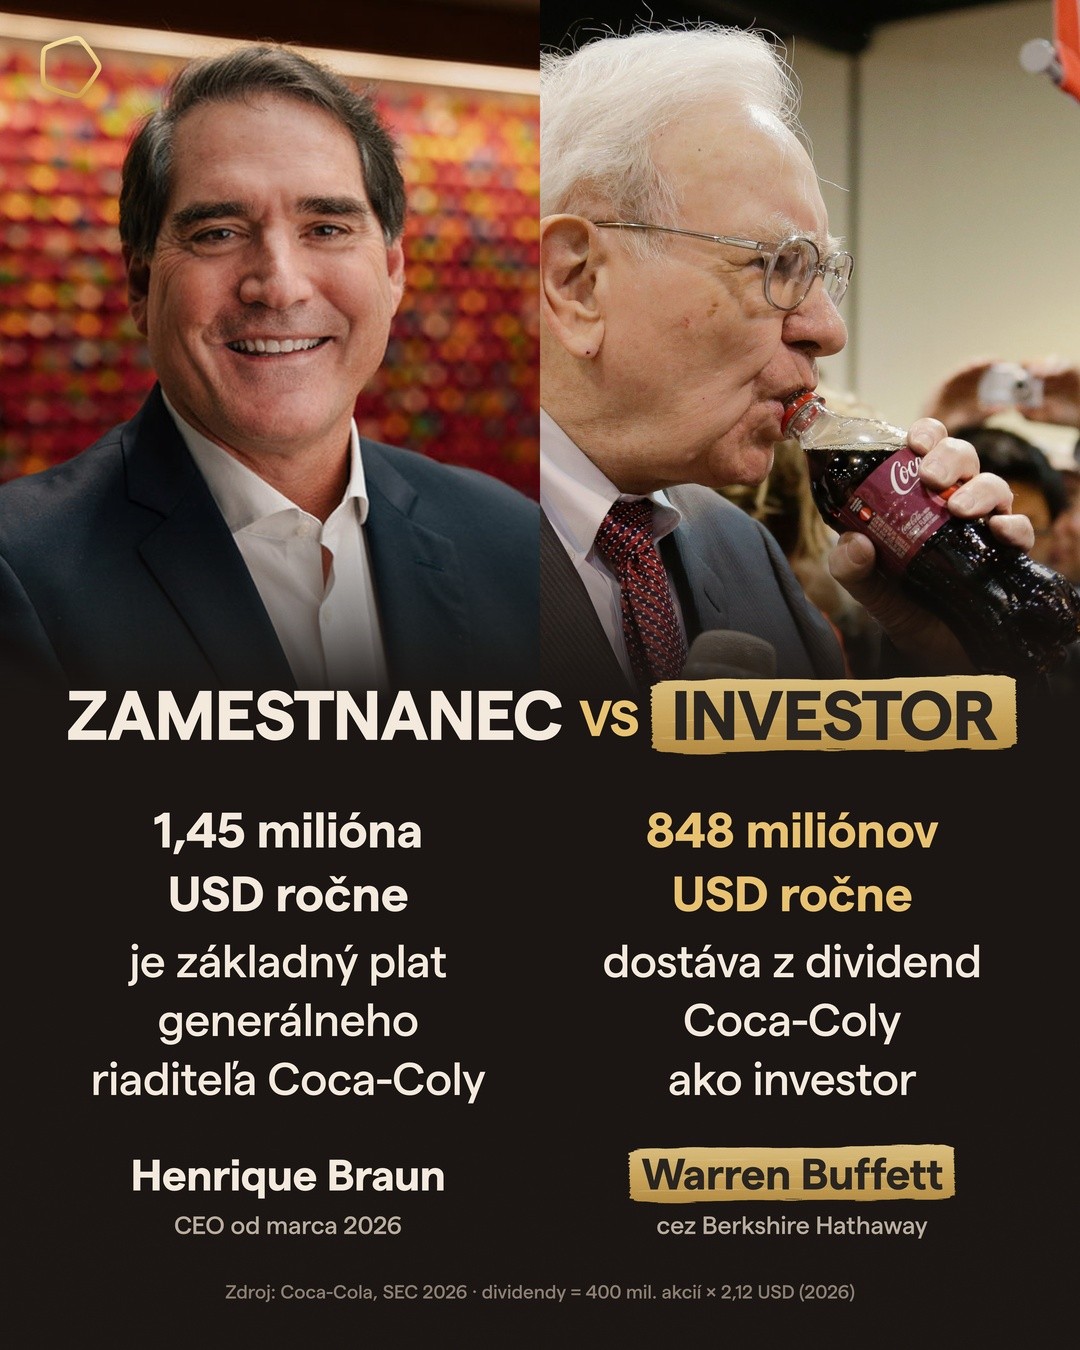 Coca
ZAMESTNANEC VS INVESTOR
1,45 milióna
USD ročne
je základný plat
generálneho
riaditeľa Coca-Coly
Henrique Braun
CEO od marca 2026
848 miliónov
USD ročne
dostáva z dividend
Coca-Coly
ako investor
Warren Buffett
cez Berkshire Hathaway
Zdroj: Coca-Cola, SEC 2026 · dividendy = 400 mil. akcií × 2,12 USD (2026)